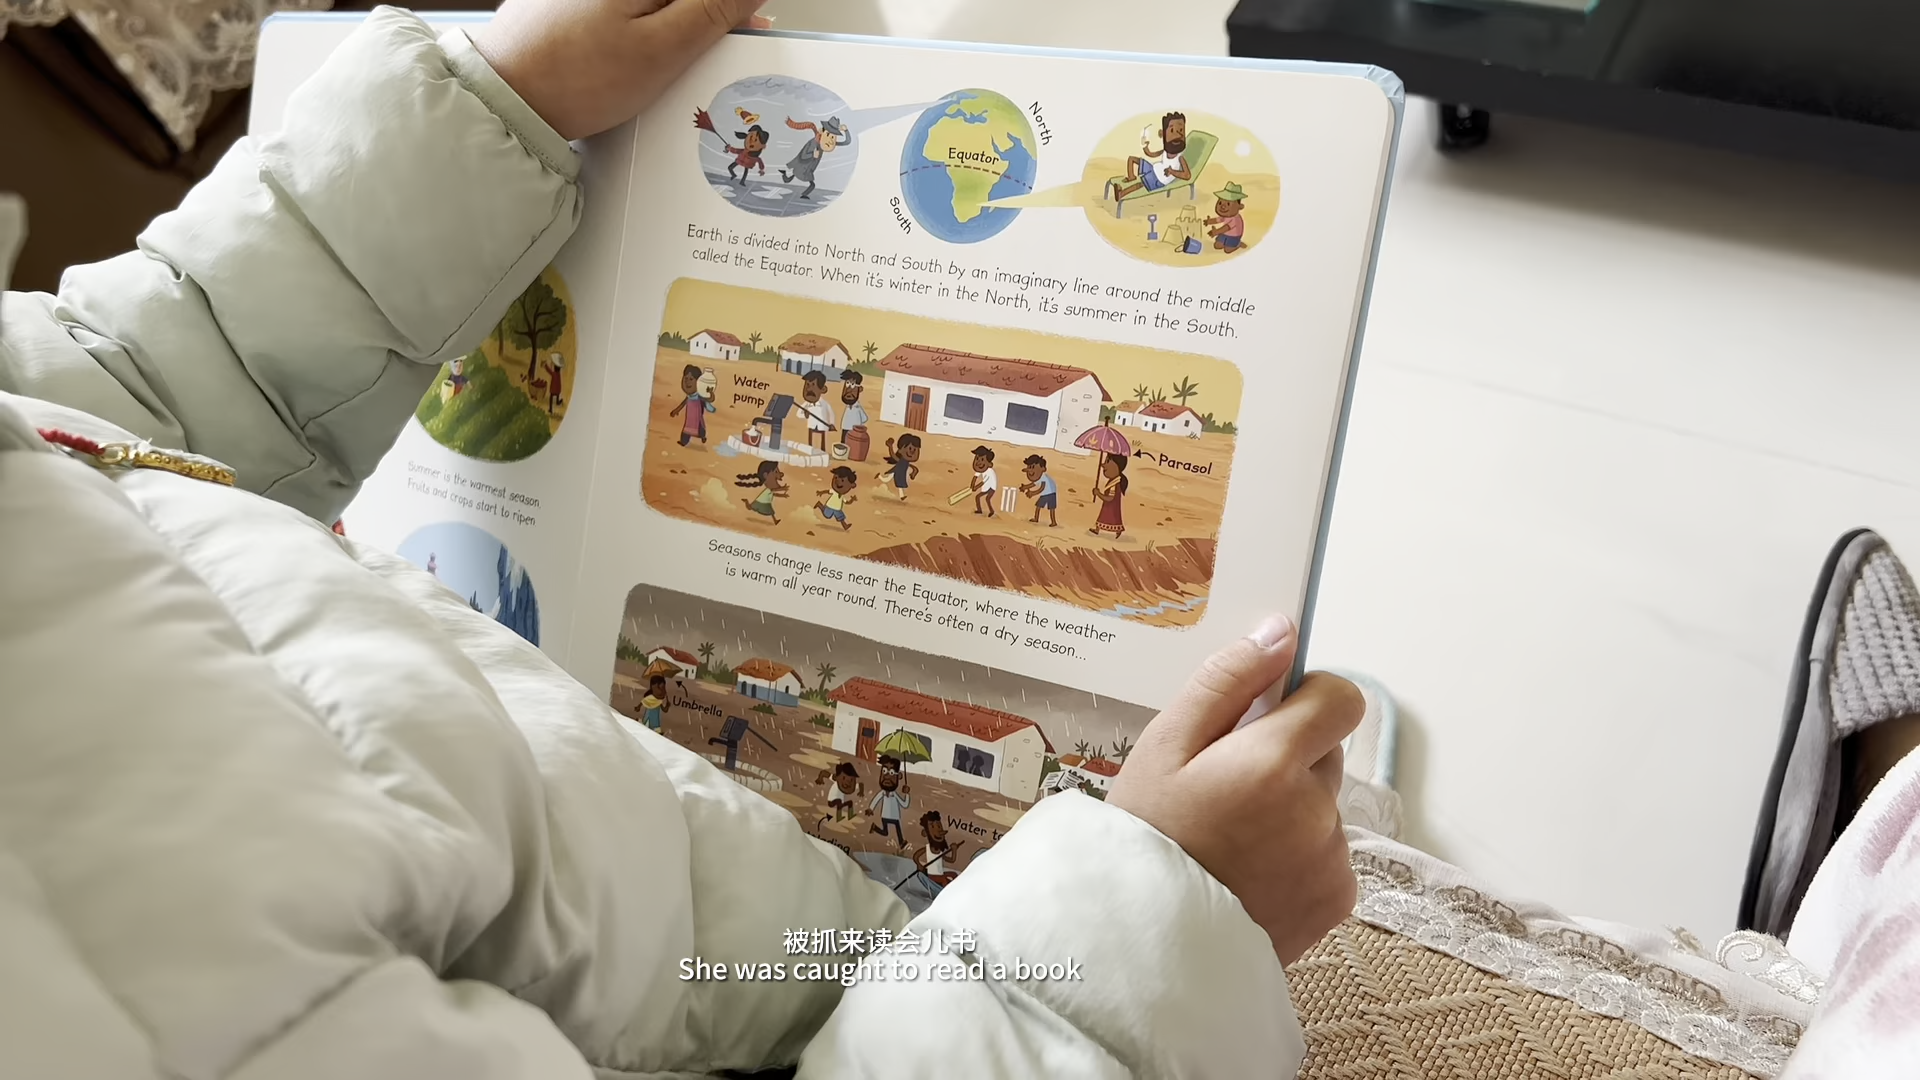 Summer is the warmest season.
Fruits and crops start to ripen
North
Equator
South
Earth is divided into North and South by an imaginary line around the middle
called the Equator. When it's winter in the North, it's summer in the South.
Water
pump
Parasol
Seasons change less near the Equator, where the weather
is warm all year round. There's often a dry season...
Umbrella
Water
被抓来读会儿书
She was caught to read a book